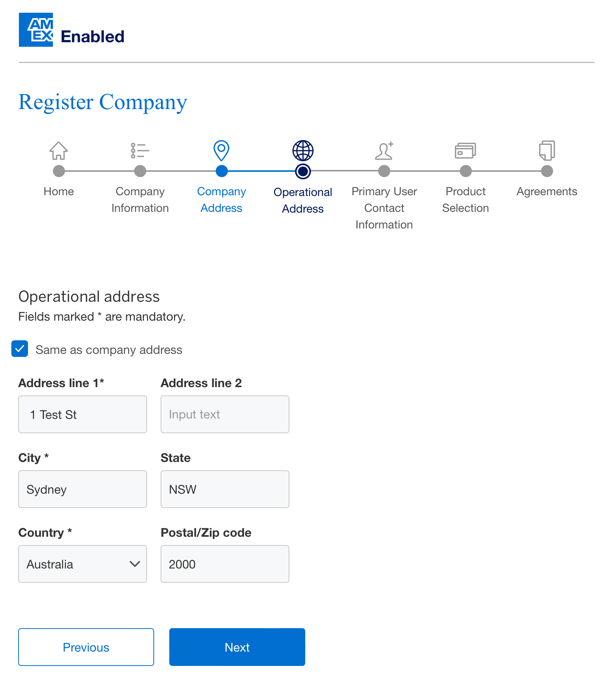 AM
EX
Enabled
Register Company
Home
Company
Information
Company
Address
Operational
Address
Primary User
Contact
Information
Product
Selection
Agreements
Operational address
Fields marked * are mandatory.
Same as company address
Address line 1* Address line 2
1 Test St Input text
City * State
Sydney NSW
Country * Postal/Zip code
Australia 2000
Previous Next